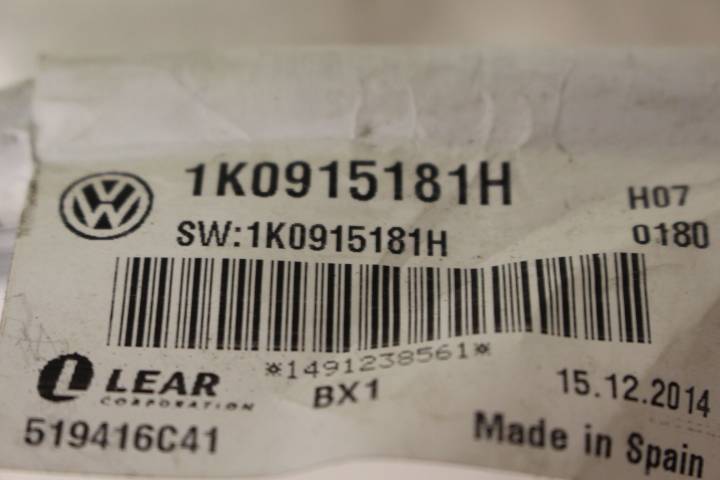 1K0915181H
H07
SW:1K0915181H
0180
*1491238561*
LEAR
CORPORATION
BX1
15.12.2014
519416C41
Made in Spain